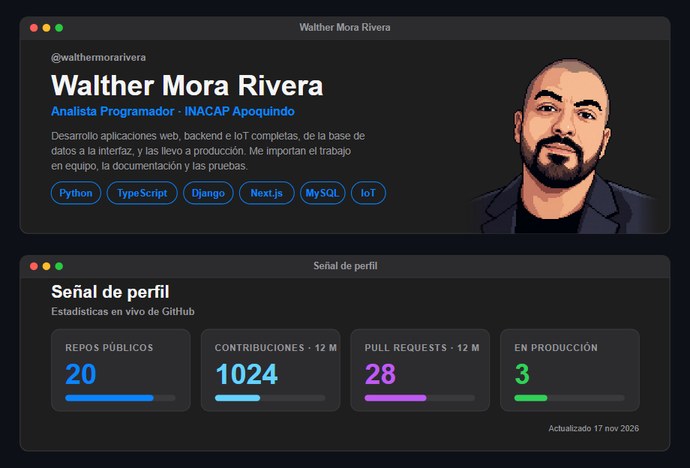 Walther Mora Rivera
@walthermorarivera
Walther Mora Rivera
Analista Programador · INACAP Apoquindo
Desarrollo aplicaciones web, backend e IoT completas, de la base de
datos a la interfaz, y las llevo a producción. Me importan el trabajo
en equipo, la documentación y las pruebas.
Python TypeScript Django Next.js MySQL IoT
Señal de perfil
Señal de perfil
Estadísticas en vivo de GitHub
REPOS PÚBLICOS CONTRIBUCIONES · 12 M PULL REQUESTS · 12 M EN PRODUCCIÓN
20 1024 28 3
Actualizado 17 nov 2026